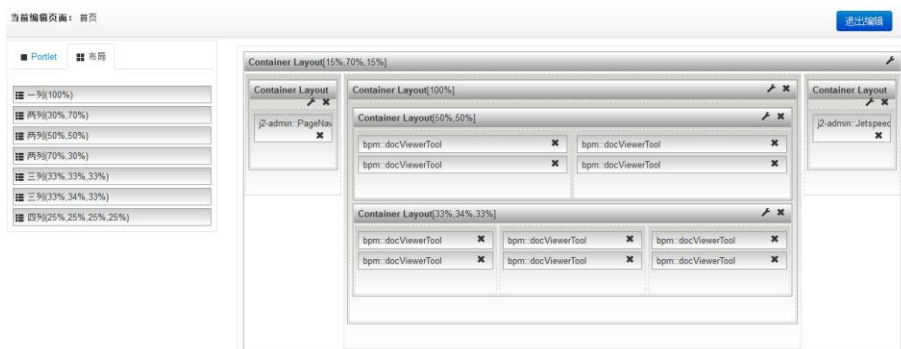 当前编辑页面： 首页
退出编辑
Portlet
布局
一列(100%)
两列(30%,70%)
两列(50%,50%)
两列(70%,30%)
三列(33%,33%,33%)
三列(33%,34%,33%)
四列(25%,25%,25%,25%)
Container Layout[15%,70%,15%]
Container Layout
j2-admin::PageNav
Container Layout[100%]
Container Layout[50%,50%]
bpm::docViewerTool
bpm::docViewerTool
bpm::docViewerTool
bpm::docViewerTool
Container Layout[33%,34%,33%]
bpm::docViewerTool
bpm::docViewerTool
bpm::docViewerTool
bpm::docViewerTool
bpm::docViewerTool
bpm::docViewerTool
Container Layout
j2-admin::Jetspeed